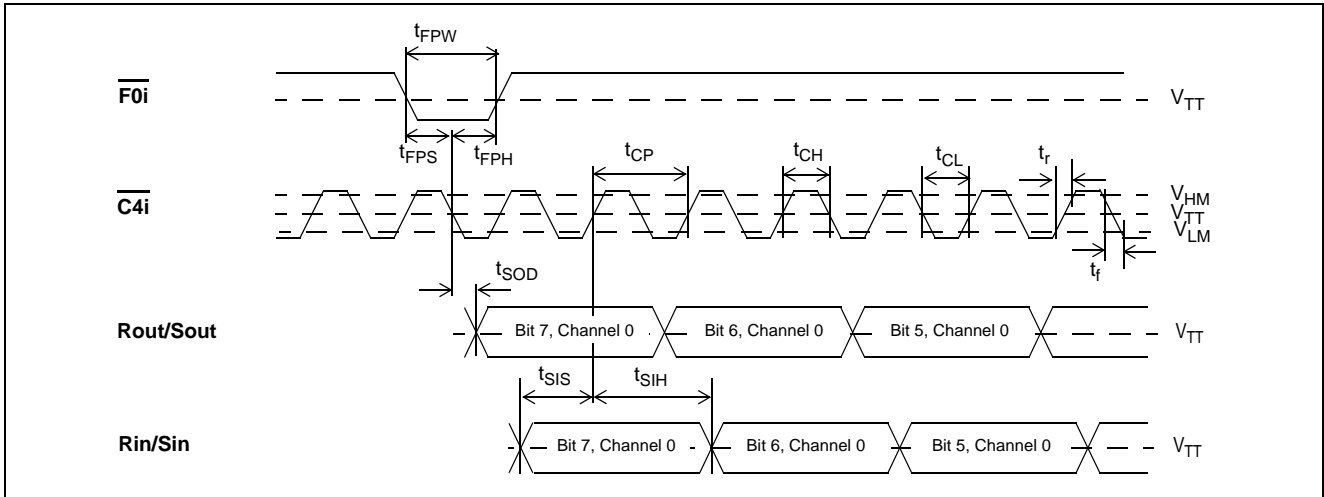 tFPW
F0i
VTT
tFPS
tFPH
tCP
tCH
tCL
tr
C4i
VHM
VTT
VLM
tf
tSOD
Rout/Sout
Bit 7, Channel 0
Bit 6, Channel 0
Bit 5, Channel 0
VTT
tSIS
tSIH
Rin/Sin
Bit 7, Channel 0
Bit 6, Channel 0
Bit 5, Channel 0
VTT